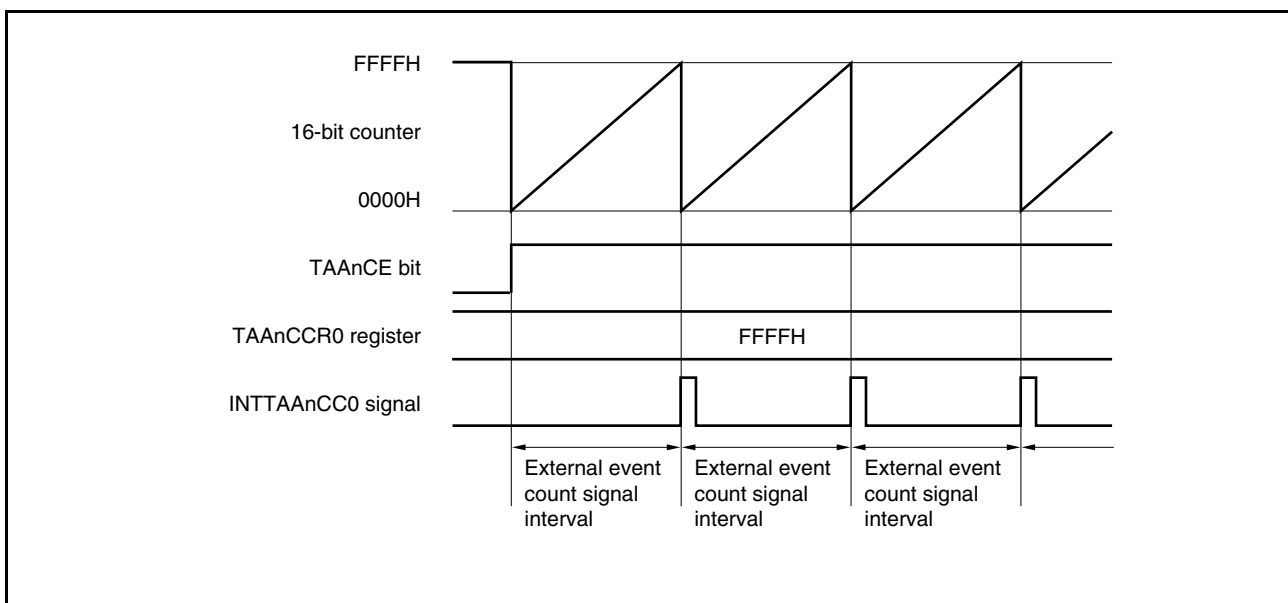 FFFFH
16-bit counter
0000H
TAAnCE bit
TAAnCCR0 register
FFFFH
INTTAAnCC0 signal
External event
count signal
interval
External event
count signal
interval
External event
count signal
interval